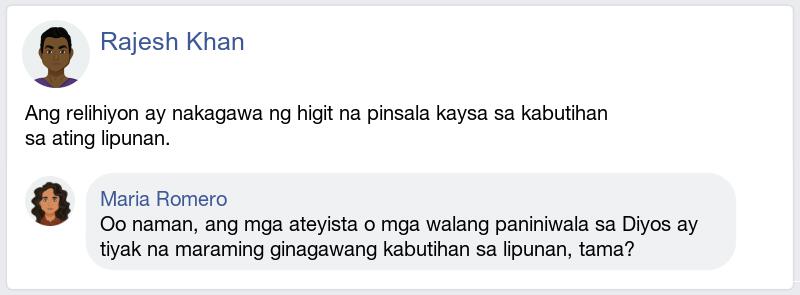 Rajesh Khan
Ang relihiyon ay nakagawa ng higit na pinsala kaysa sa kabutihan
sa ating lipunan.
Maria Romero
Oo naman, ang mga ateyista o mga walang paniniwala sa Diyos ay
tiyak na maraming ginagawang kabutihan sa lipunan, tama?